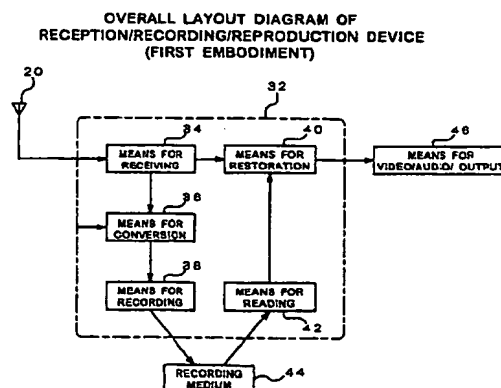 OVERALL LAYOUT DIAGRAM OF
RECEPTION/RECORDING/REPRODUCTION DEVICE
(FIRST EMBODIMENT)
20
32
34
40
46
MEANS FOR
RECEIVING
MEANS FOR
RESTORATION
MEANS FOR
VIDEO/AUDIO/ OUTPUT
36
MEANS FOR
CONVERSION
38
MEANS FOR
RECORDING
MEANS FOR
READING
42
RECORDING
MEDIUM
44